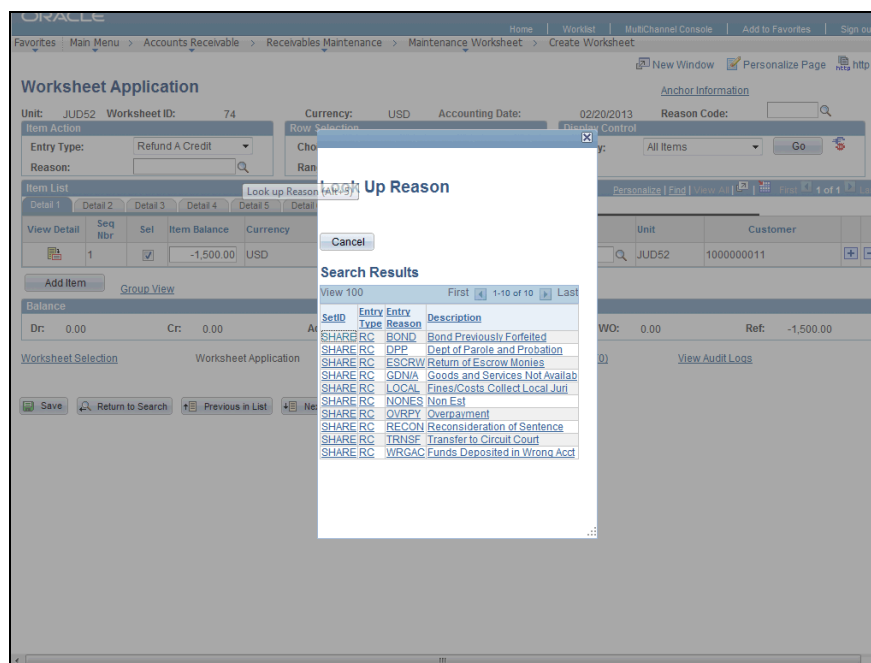 ORACLE
Home Worklist MultiChannel Console Add to Favorites Sign ou
Favorites Main Menu > Accounts Receivable > Receivables Maintenance > Maintenance Worksheet > Create Worksheet
New Window Personalize Page http
Worksheet Application
Anchor Information
Unit: JUD52 Worksheet ID: 74 Currency: USD Accounting Date: 02/20/2013 Reason Code:
Item Action Row Selection Display Control
Entry Type: Refund A Credit Cho y: All Items Go
Reason: Ran
Look up Reason (Alt+5)
Look Up Reason
Item List Personalize | Find | View All | First 1 of 1 La
Detail 1 Detail 2 Detail 3 Detail 4 Detail 5 Detail
View Detail Seq Nbr Sel Item Balance Currency Unit Customer
1 -1,500.00 USD JUD52 1000000011
Cancel
Add Item Group View
Search Results
View 100 First 1-10 of 10 Last
SetID Entry Type Entry Reason Description
SHARE RC BOND Bond Previously Forfeited
SHARE RC DPP Dept of Parole and Probation
SHARE RC ESCRW Return of Escrow Monies
SHARE RC GDN/A Goods and Services Not Availab
SHARE RC LOCAL Fines/Costs Collect Local Juri
SHARE RC NONES Non Est
SHARE RC OVRPY Overpayment
SHARE RC RECON Reconsideration of Sentence
SHARE RC TRNSF Transfer to Circuit Court
SHARE RC WRGAC Funds Deposited in Wrong Acct
Balance
Dr: 0.00 Cr: 0.00 WO: 0.00 Ref: -1,500.00
Worksheet Selection Worksheet Application 0) View Audit Logs
Save Return to Search Previous in List Ne